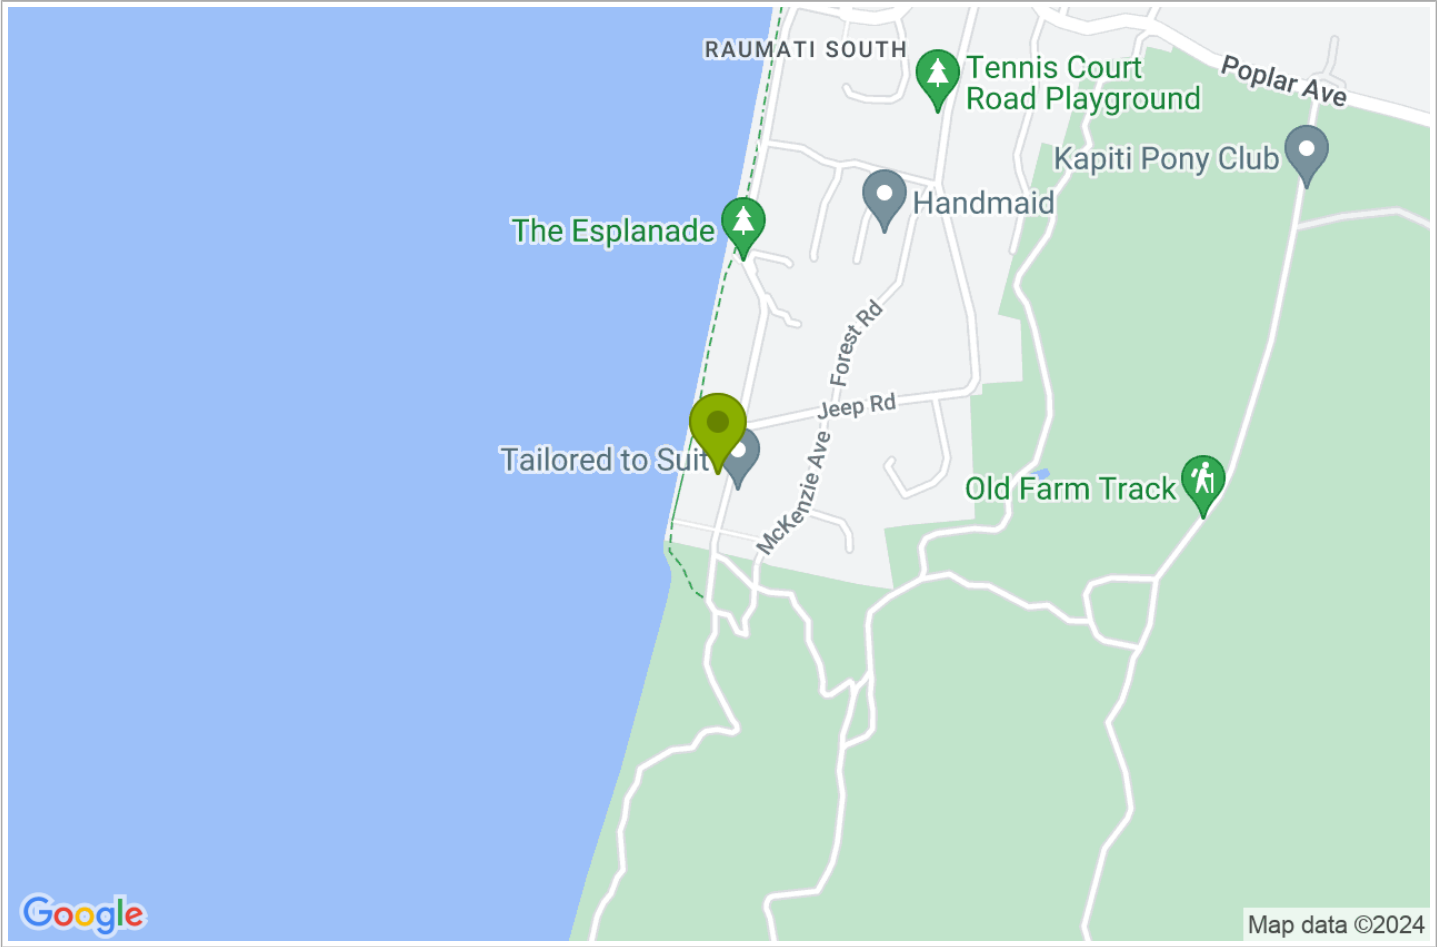 RAUMATI SOUTH
Tennis Court
Road Playground
Poplar Ave
Kapiti Pony Club
Handmaid
The Esplanade
Forest Rd
Jeep Rd
Tailored to Suit
McKenzie Ave
Old Farm Track
Google
Map data ©2024